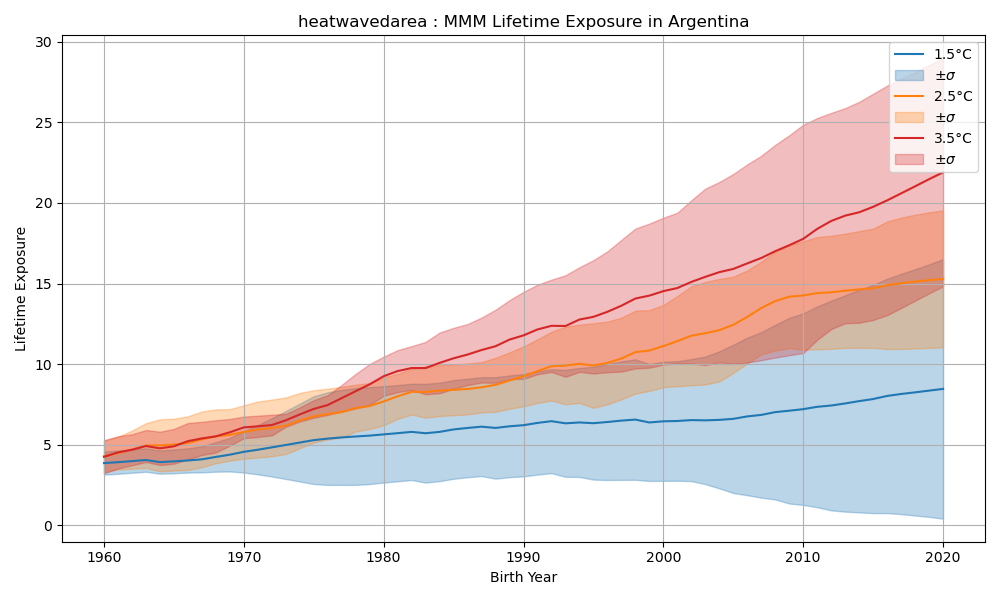 heatwavedarea : MMM Lifetime Exposure in Argentina
30
25
20
15
10
5
0
Lifetime Exposure
1960
1970
1980
1990
2000
2010
2020
Birth Year
1.5°C
±σ
2.5°C
±σ
3.5°C
±σ